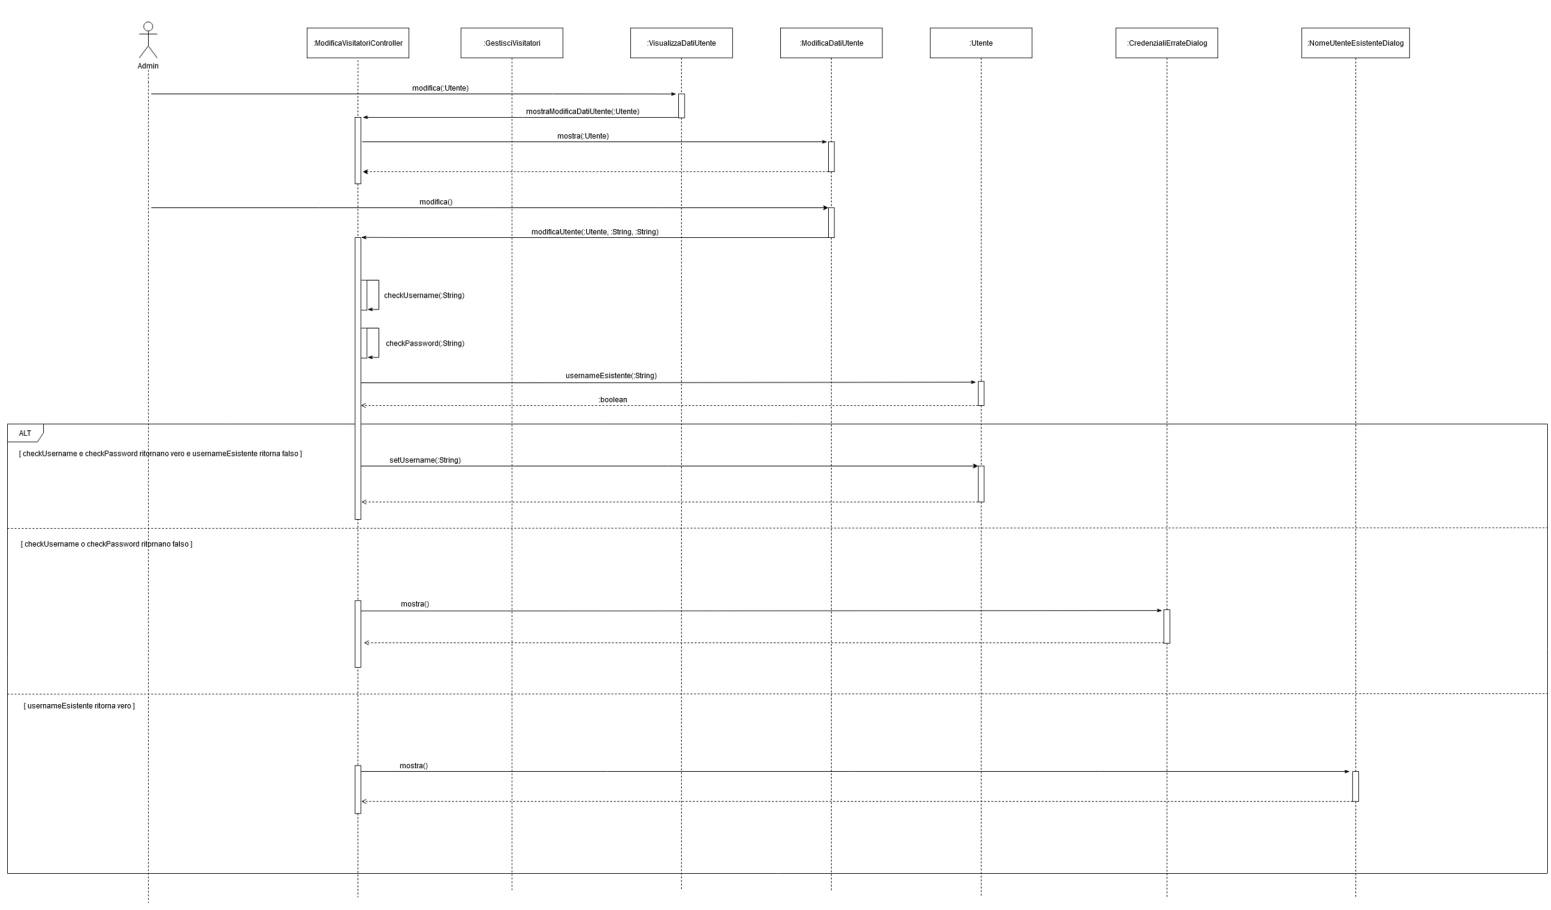 :ModificaVisitatoriController
:GestisciVisitatori
:VisualizzaDatiUtente
:ModificaDatiUtente
:Utente
:CredenzialiErrateDialog
:NomeUtenteEsistenteDialog
Admin
modifica(:Utente)
mostraModificaDatiUtente(:Utente)
mostra(:Utente)
modifica()
modificaUtente(:Utente, :String, :String)
checkUsername(:String)
checkPassword(:String)
usernameEsistente(:String)
:boolean
ALT
[ checkUsername e checkPassword ritornano vero e usernameEsistente ritorna falso ]
setUsername(:String)
[ checkUsername o checkPassword ritornano falso ]
mostra()
[ usernameEsistente ritorna vero ]
mostra()